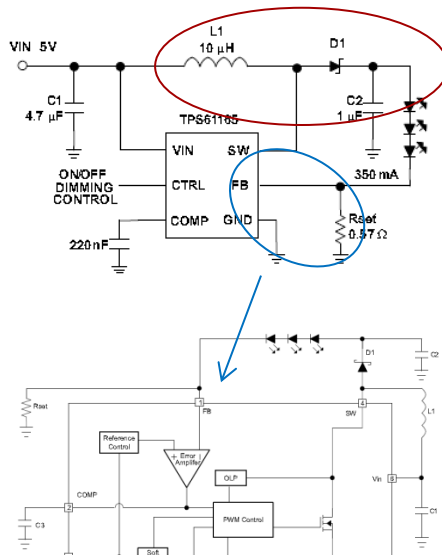 L1
VIN 5V
10 µH
D1
C1
4.7 µF
C2
1 µF
TPS61165
VIN
SW
350 mA
ON/OFF
DIMMING
CONTROL
CTRL
FB
COMP
GND
Rset
0.57 Ω
220 nF
D1
C2
Rset
1
FB
4
SW
L1
Reference
Control
Error
Amplifer
OLP
Vin
6
COMP
2
C1
C3
PWM Control
Soft